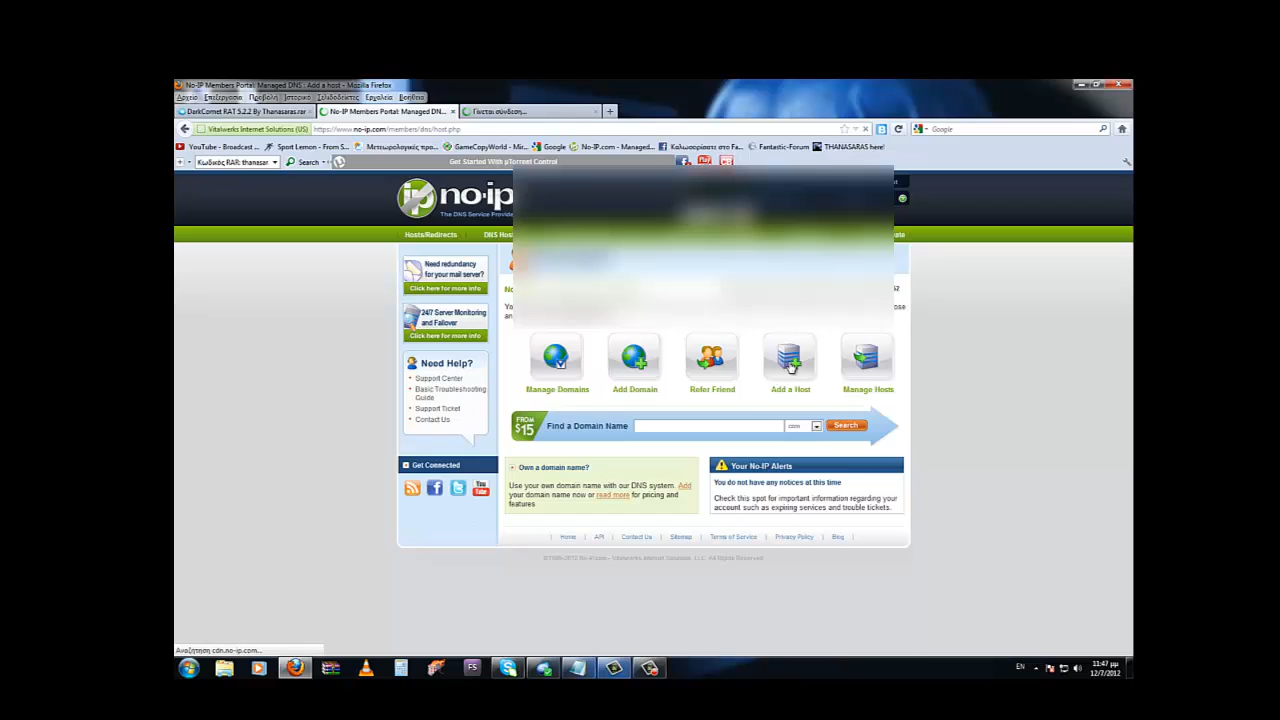 No-IP Members Portal: Managed DNS : Add a host - Mozilla Firefox
Αρχείο Επεξεργασία Προβολή Ιστορικό Σελιδοδείκτες Εργαλεία Βοήθεια
DarkComet RAT 5.2.2 By Thanasaras.rar
No-IP Members Portal: Managed DN...
Γίνεται σύνδεση...
Vitalwerks Internet Solutions (US)
https://www.no-ip.com/members/dns/host.php
Google
YouTube - Broadcast ...
Sport Lemon - From S...
Μετεωρολογικές προ...
GameCopyWorld - Mir...
Google
No-IP.com - Managed...
Καλωσορίσατε στο Fa...
Fantastic-Forum
THANASARAS here!
Κωδικός RAR: thanasar
Search
Get Started With µTorrent Control
no-ip
The DNS Service Provide
Hosts/Redirects
DNS Hos
Need redundancy
for your mail server?
Click here for more info
24/7 Server Monitoring
and Failover
Click here for more info
Need Help?
Support Center
Basic Troubleshooting
Guide
Support Ticket
Contact Us
Get Connected
Manage Domains
Add Domain
Refer Friend
Add a Host
Manage Hosts
FROM
$15
Find a Domain Name
com
Search
Own a domain name?
Use your own domain name with our DNS system. Add
your domain name now or read more for pricing and
features
Your No-IP Alerts
You do not have any notices at this time
Check this spot for important information regarding your
account such as expiring services and trouble tickets.
| Home | API | Contact Us | Sitemap | Terms of Service | Privacy Policy | Blog |
Αναζήτηση cdn.no-ip.com...
FS
EN
11:47 πμ
12/7/2012